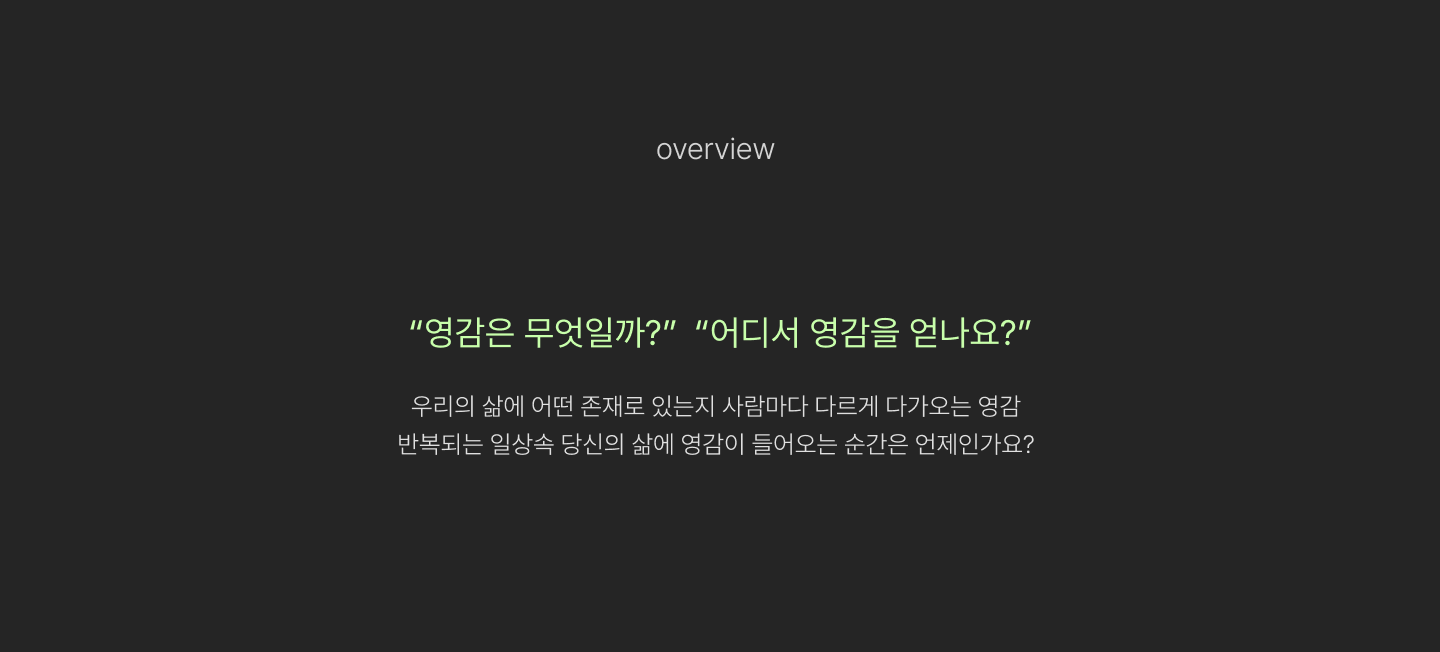 overview
“영감은 무엇일까?” “어디서 영감을 얻나요?”
우리의 삶에 어떤 존재로 있는지 사람마다 다르게 다가오는 영감
반복되는 일상속 당신의 삶에 영감이 들어오는 순간은 언제인가요?